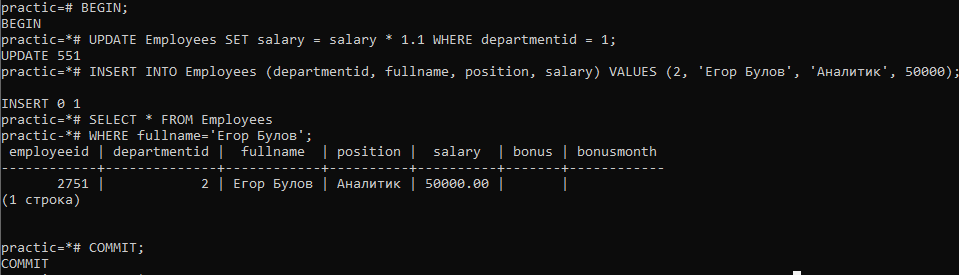 practic=# BEGIN;
BEGIN
practic=*# UPDATE Employees SET salary = salary * 1.1 WHERE departmentid = 1;
UPDATE 551
practic=*# INSERT INTO Employees (departmentid, fullname, position, salary) VALUES (2, 'Егор Булов', 'Аналитик', 50000);
INSERT 0 1
practic=*# SELECT * FROM Employees
practic-*# WHERE fullname='Егор Булов';
 employeeid | departmentid |  fullname  | position |  salary  | bonus | bonusmonth
------------+--------------+------------+----------+----------+-------+------------
       2751 |            2 | Егор Булов | Аналитик | 50000.00 |       |
(1 строка)
practic=*# COMMIT;
COMMIT